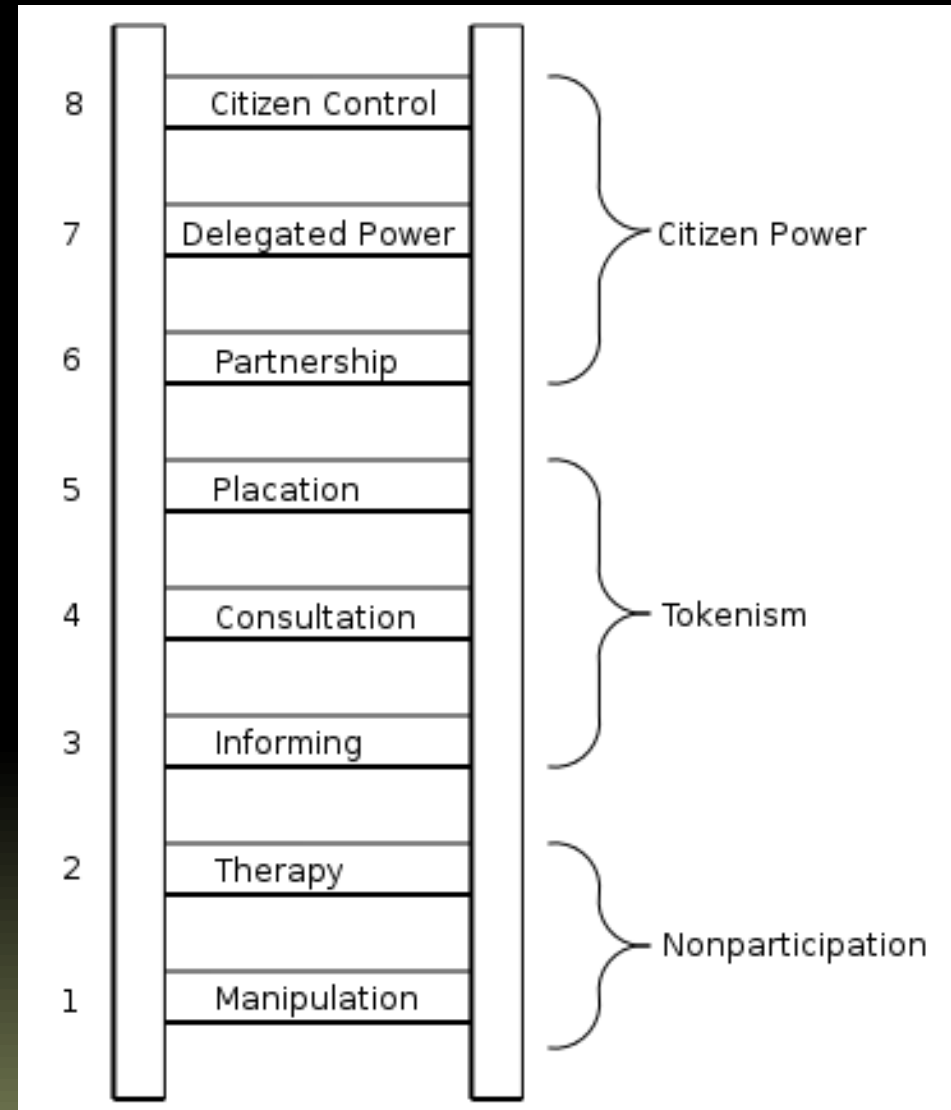 8 Citizen Control
7 Delegated Power Citizen Power
6 Partnership
5 Placation
4 Consultation Tokenism
3 Informing
2 Therapy
Nonparticipation
1 Manipulation